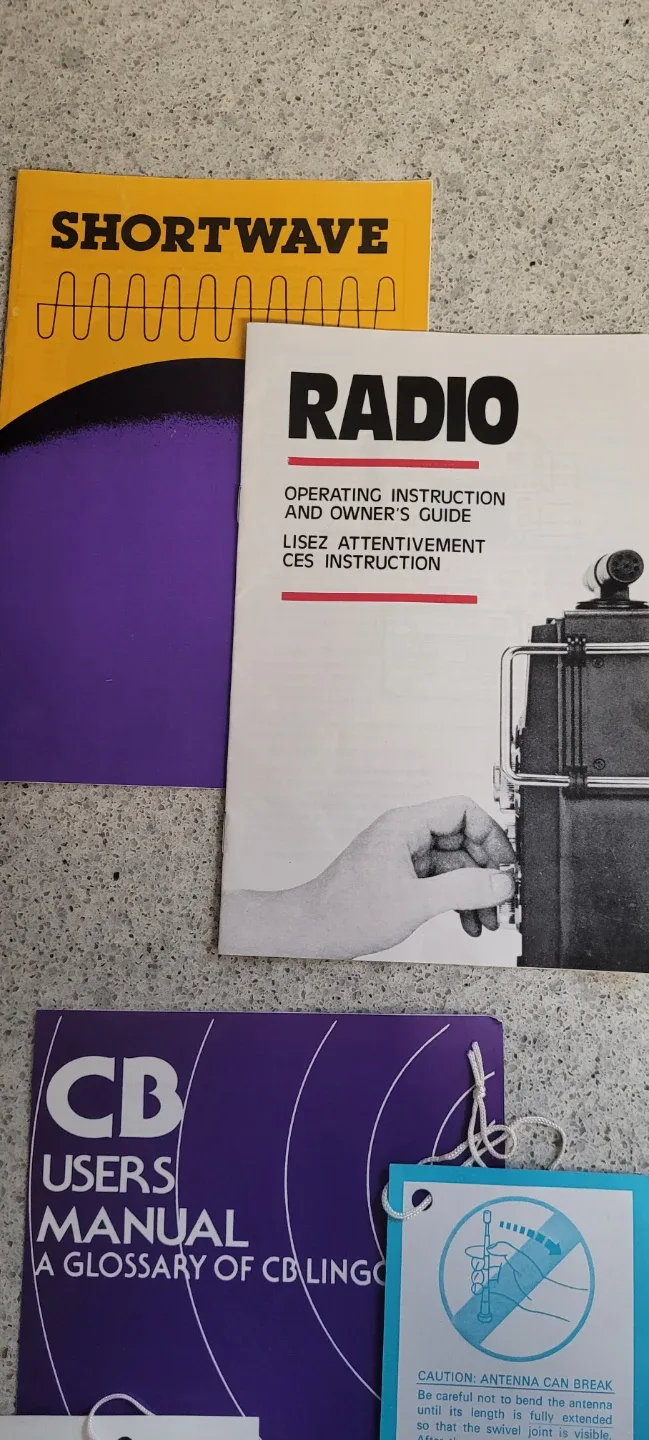 SHORTWAVE
RADIO
OPERATING INSTRUCTION
AND OWNER'S GUIDE
LISEZ ATTENTIVEMENT
CES INSTRUCTION
CB
USERS
MANUAL
A GLOSSARY OF CB LINGO
CAUTION: ANTENNA CAN BREAK
Be careful not to bend the antenna
until its length is fully extended
so that the swivel joint is visible.